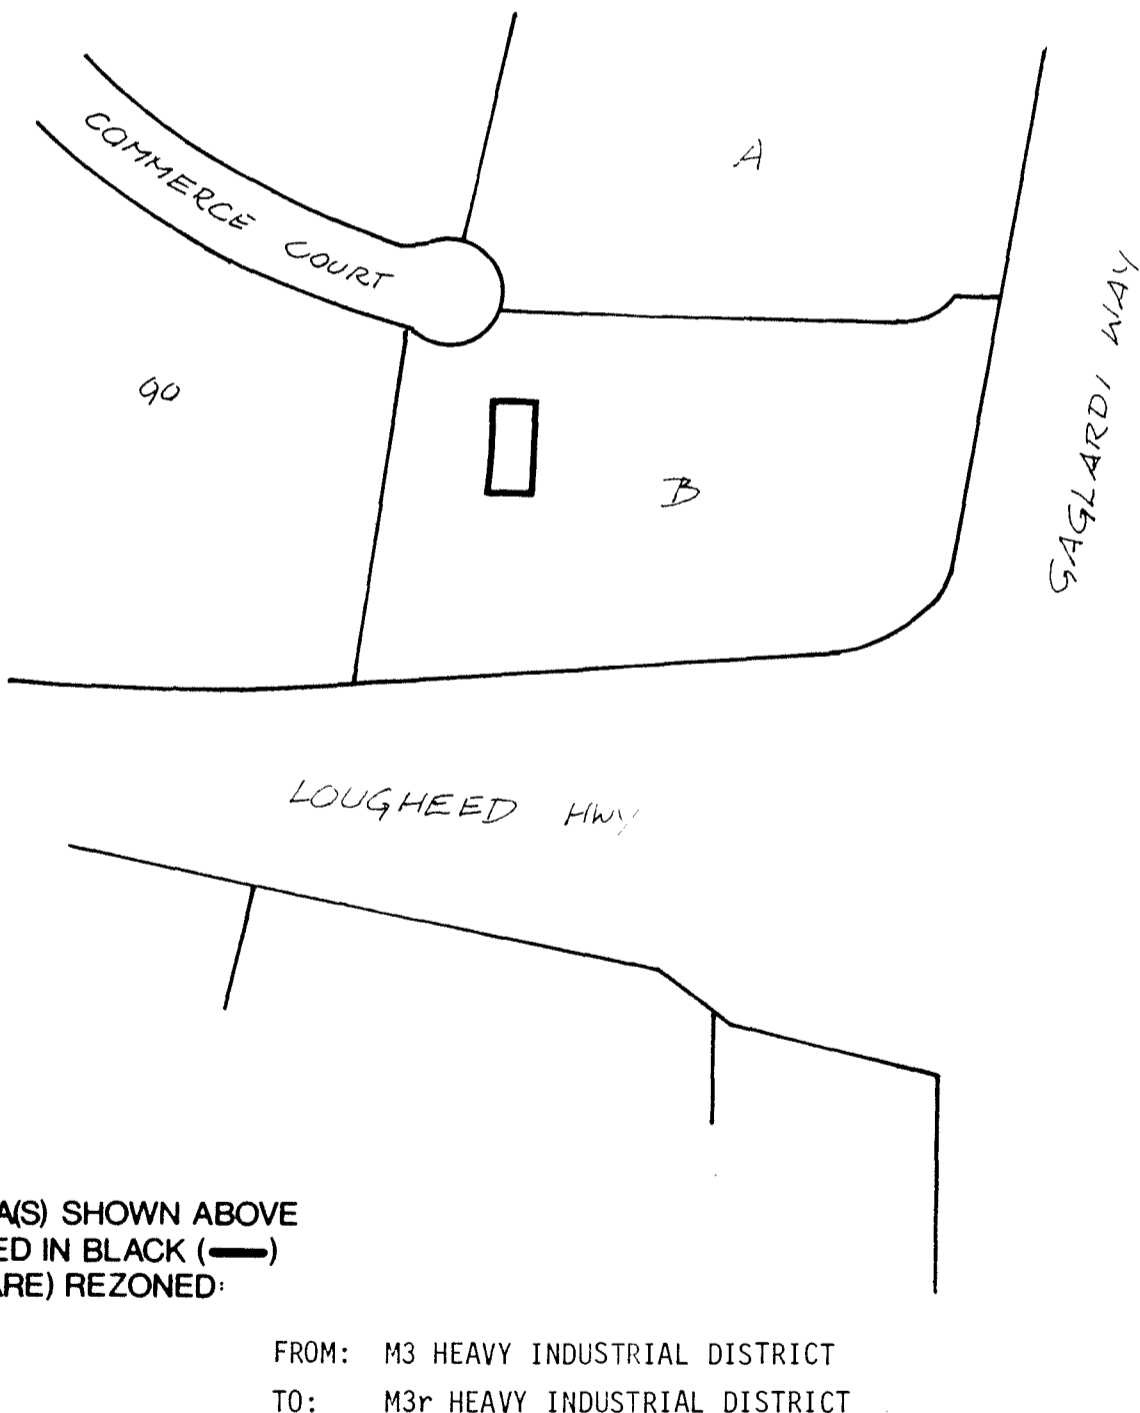 A
COMMERCE COURT
GAGLARDI WAY
90
B
LOUGHEED HWY
A(S) SHOWN ABOVE
ED IN BLACK (—)
ARE) REZONED:
FROM: M3 HEAVY INDUSTRIAL DISTRICT
TO: M3r HEAVY INDUSTRIAL DISTRICT